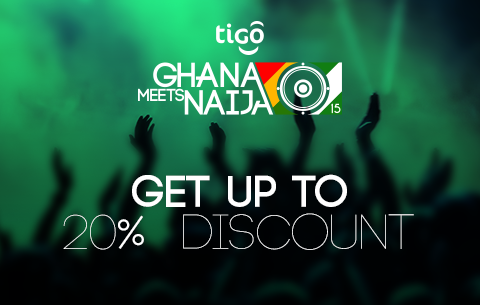 tiGO
GHANA
MEETS NAIJA
15
GET UP TO
20% DISCOUNT